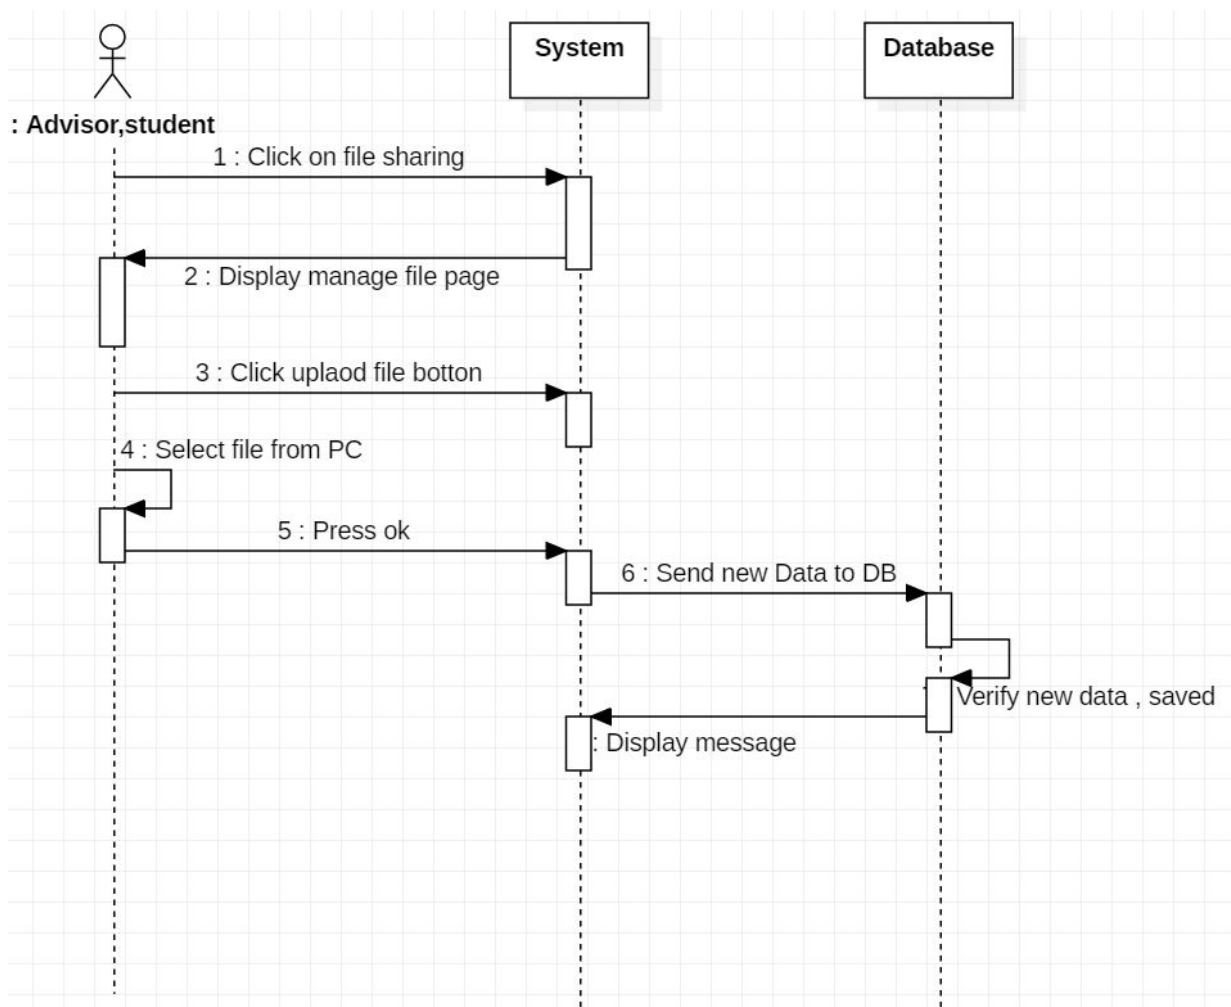 System
Database
: Advisor,student
1 : Click on file sharing
2 : Display manage file page
3 : Click uplaod file botton
4 : Select file from PC
5 : Press ok
6 : Send new Data to DB
Verify new data , saved
: Display message